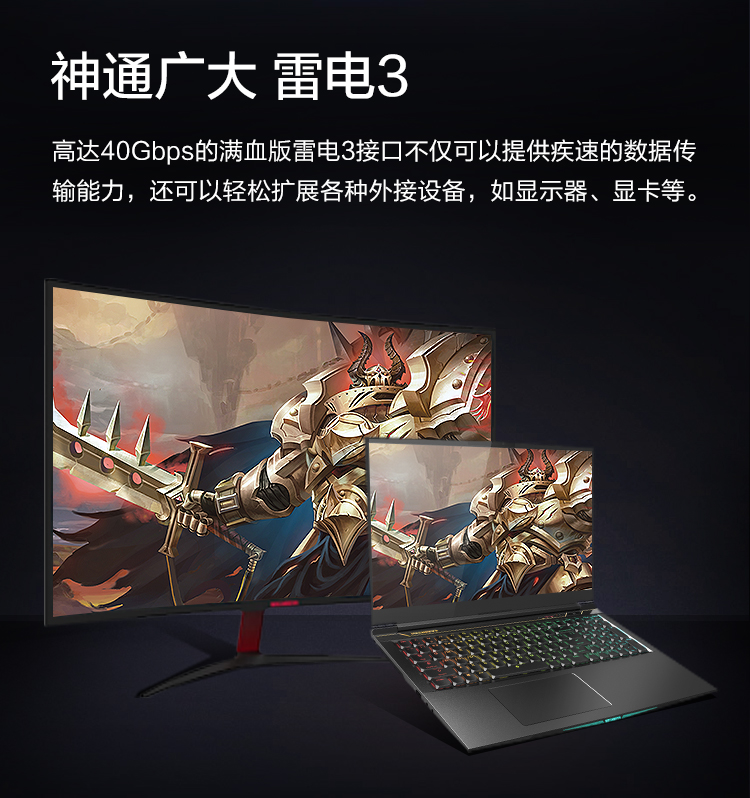 神通广大 雷电3
高达40Gbps的满血版雷电3接口不仅可以提供疾速的数据传
输能力，还可以轻松扩展各种外接设备，如显示器、显卡等。